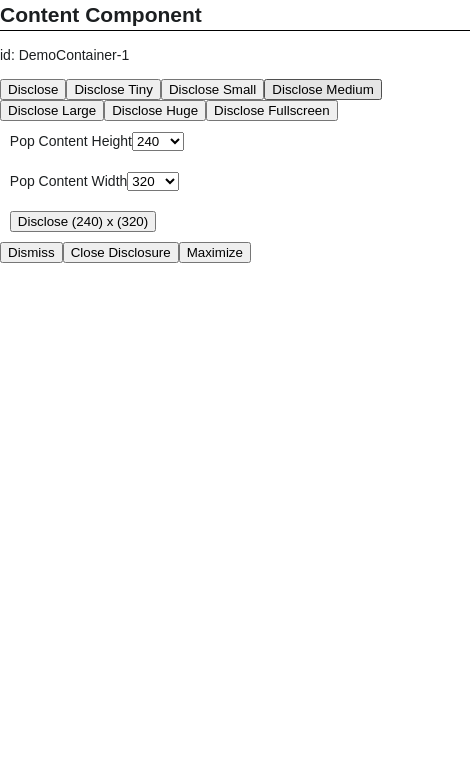 Content Component
id: DemoContainer-1
Disclose Disclose Tiny Disclose Small Disclose Medium
Disclose Large Disclose Huge Disclose Fullscreen
Pop Content Height 240
Pop Content Width 320
Disclose (240) x (320)
Dismiss Close Disclosure Maximize